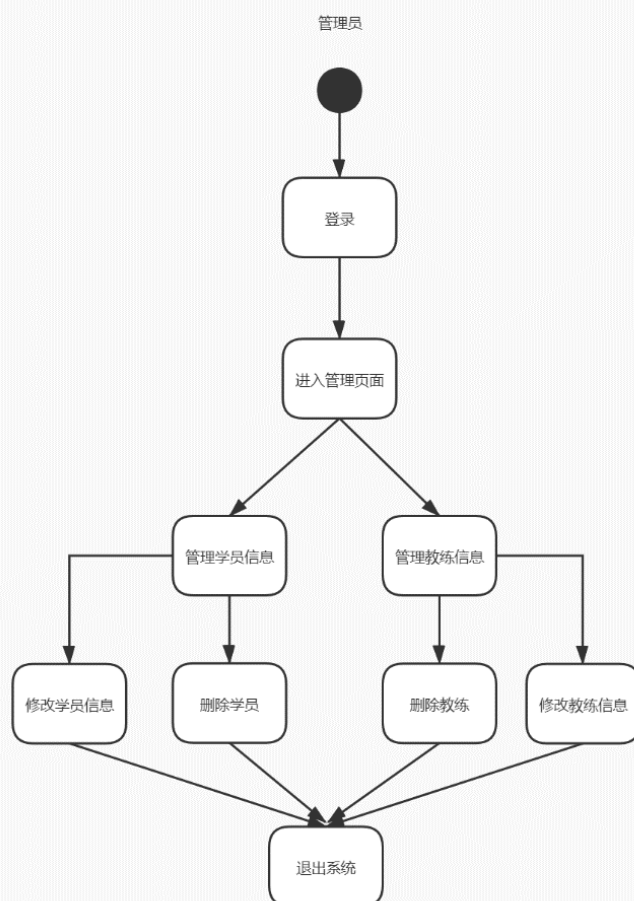 管理员
登录
进入管理页面
管理学员信息
管理教练信息
修改学员信息
删除学员
删除教练
修改教练信息
退出系统